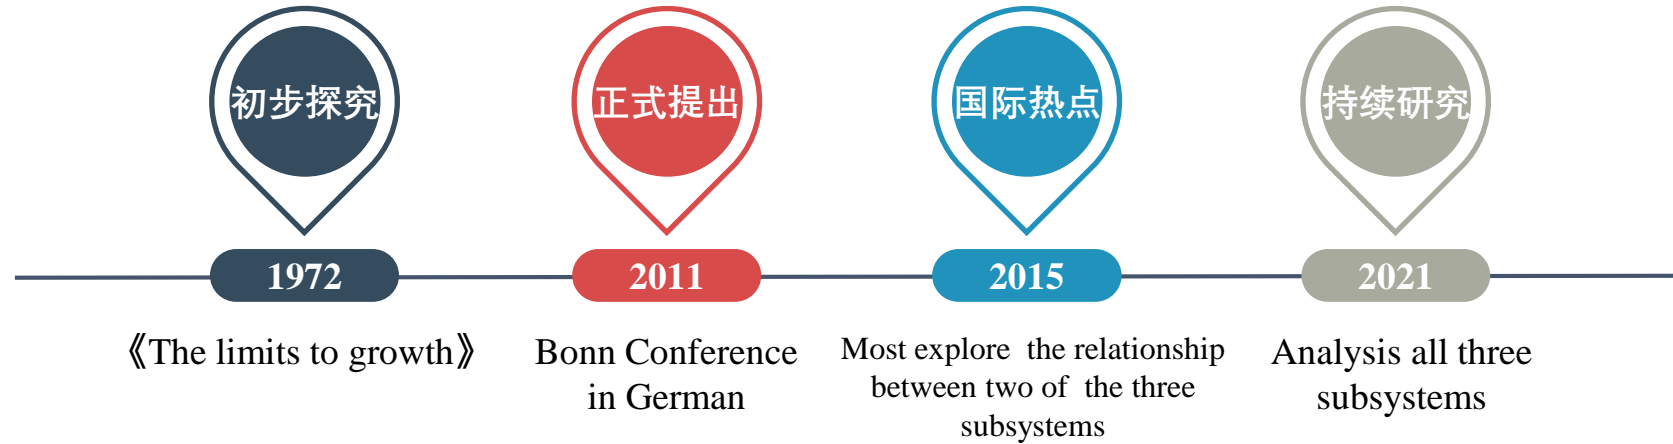 初步探究
正式提出
国际热点
持续研究
1972
2011
2015
2021
《The limits to growth》
Bonn Conference
in German
Most explore the relationship
between two of the three
subsystems
Analysis all three
subsystems